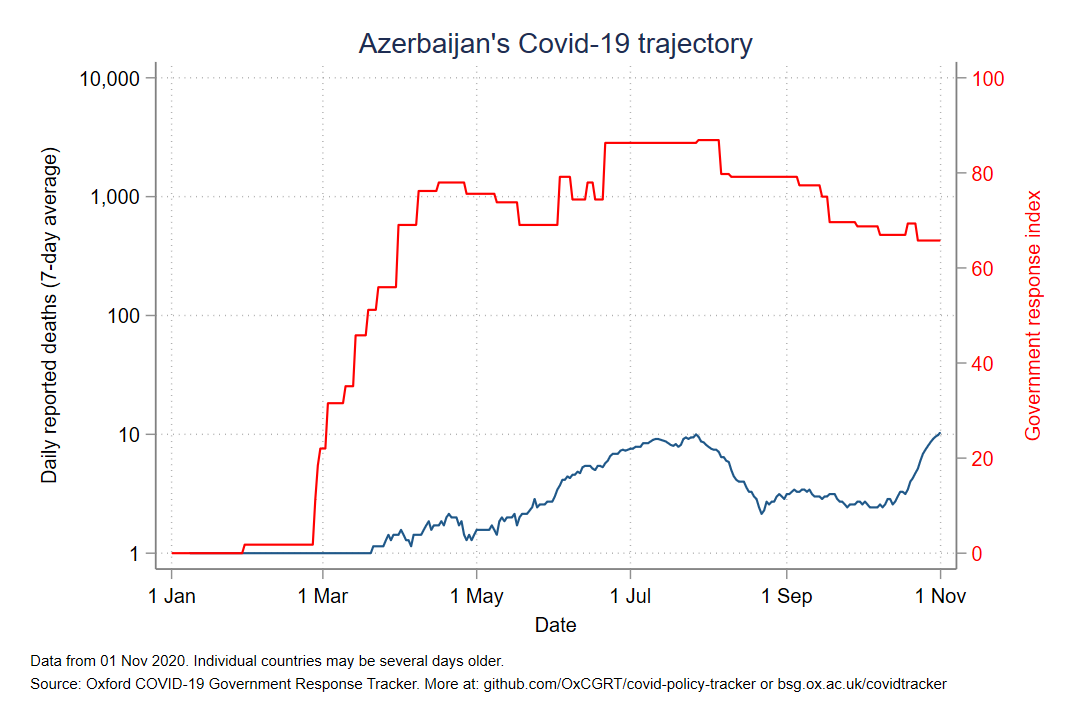 Azerbaijan's Covid-19 trajectory
10,000
1,000
100
10
1
Daily reported deaths (7-day average)
100
80
60
40
20
0
Government response index
1 Jan
1 Mar
1 May
1 Jul
1 Sep
1 Nov
Date
Data from 01 Nov 2020. Individual countries may be several days older.
Source: Oxford COVID-19 Government Response Tracker. More at: github.com/OxCGRT/covid-policy-tracker or bsg.ox.ac.uk/covidtracker